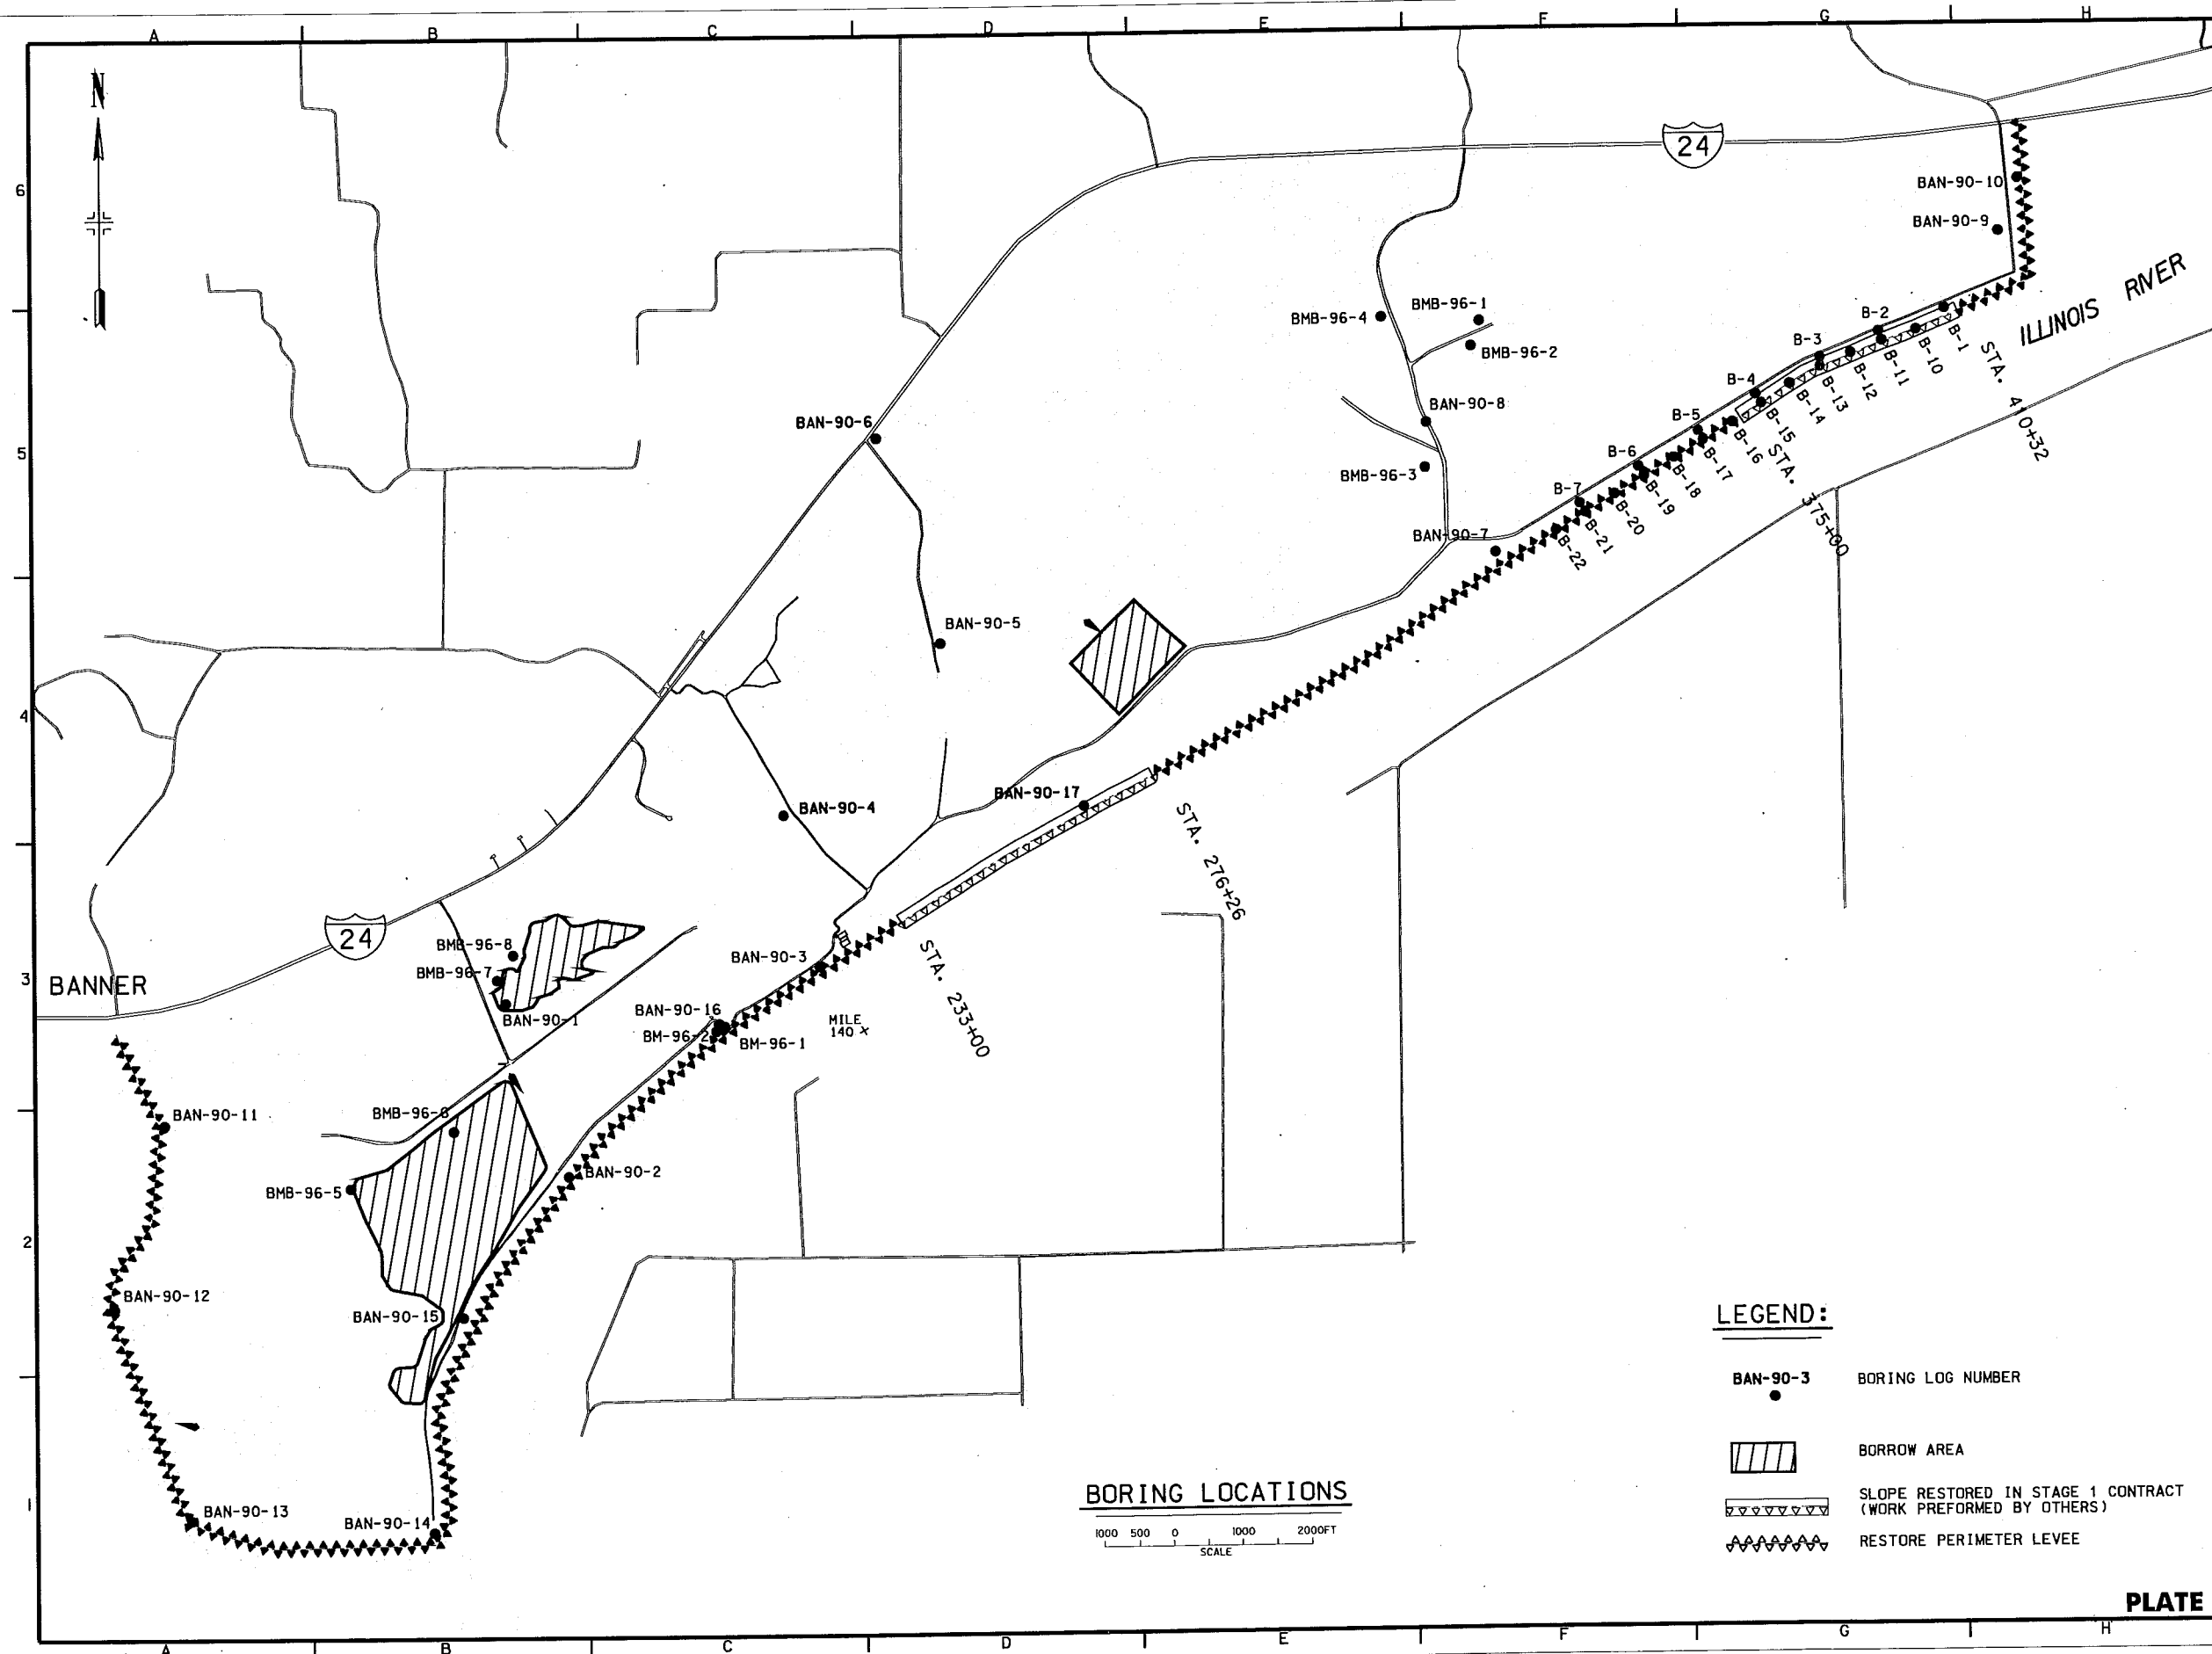 A B C D E F G H
N
24
6
BAN-90-10
BAN-90-9
ILLINOIS RIVER
BMB-96-4
BMB-96-1
BMB-96-2
B-2
B-3
B-1
B-10
B-11
B-12
B-13
B-14
B-15
B-16
B-17
B-18
B-19
B-20
B-21
B-22
STA. 410+32
B-4
B-5
B-6
B-7
STA. 375+00
BAN-90-8
BAN-90-6
5
BMB-96-3
BAN-90-7
BAN-90-5
4
BAN-90-17
BAN-90-4
STA. 276+26
24
BMB-96-8
BMB-96-7
BAN-90-3
3
BANNER
STA. 233+00
BAN-90-1
BAN-90-16
MILE
140 x
BM-96-2
BM-96-1
BAN-90-11
BMB-96-6
BAN-90-2
BMB-96-5
2
BAN-90-12
BAN-90-15
LEGEND:
BAN-90-3 BORING LOG NUMBER
BORROW AREA
SLOPE RESTORED IN STAGE 1 CONTRACT
(WORK PREFORMED BY OTHERS)
RESTORE PERIMETER LEVEE
BORING LOCATIONS
1000 500 0 1000 2000FT
SCALE
1
BAN-90-13
BAN-90-14
PLATE
A B C D E F G H